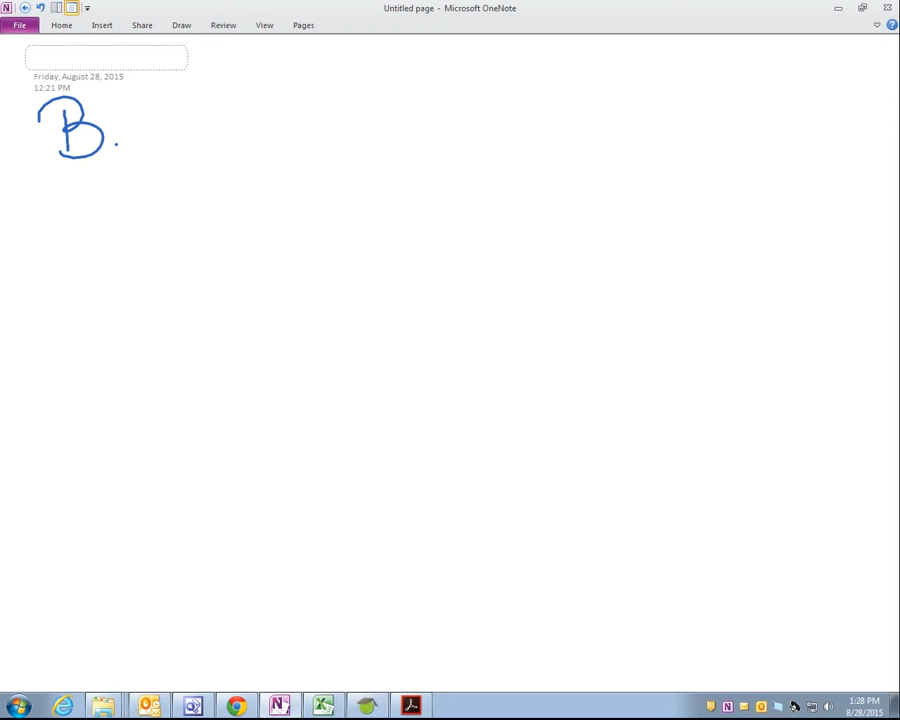 Untitled page - Microsoft OneNote
File Home Insert Share Draw Review View Pages
Friday, August 28, 2015
12:21 PM
B.
1:28 PM
8/28/2015